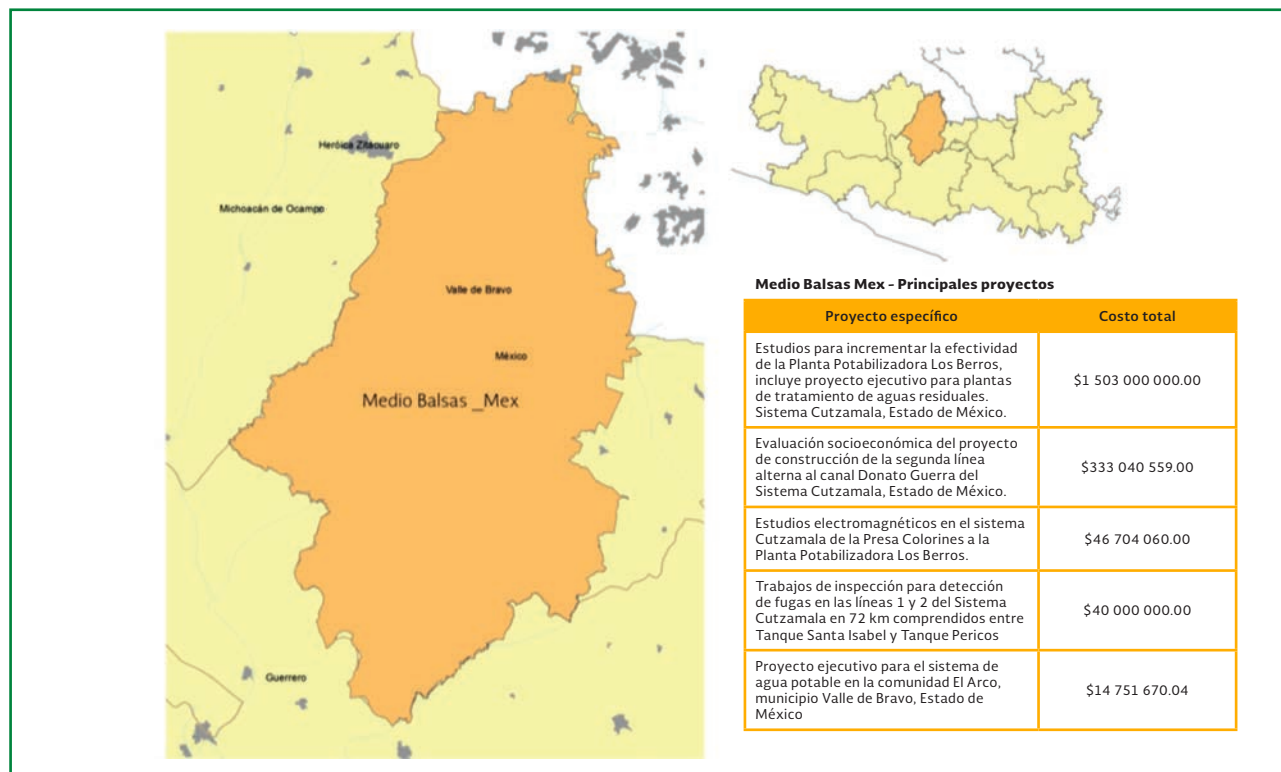 Heróica Zitácuaro
Michoacán de Ocampo
Valle de Bravo
México
Medio Balsas _Mex
Guerrero
Medio Balsas Mex - Principales proyectos
Proyecto específico
Costo total
Estudios para incrementar la efectividad
de la Planta Potabilizadora Los Berros,
incluye proyecto ejecutivo para plantas
de tratamiento de aguas residuales.
Sistema Cutzamala, Estado de México.
$1 503 000 000.00
Evaluación socioeconómica del proyecto
de construcción de la segunda línea
alterna al canal Donato Guerra del
Sistema Cutzamala, Estado de México.
$333 040 559.00
Estudios electromagnéticos en el sistema
Cutzamala de la Presa Colorines a la
Planta Potabilizadora Los Berros.
$46 704 060.00
Trabajos de inspección para detección
de fugas en las líneas 1 y 2 del Sistema
Cutzamala en 72 km comprendidos entre
Tanque Santa Isabel y Tanque Pericos
$40 000 000.00
Proyecto ejecutivo para el sistema de
agua potable en la comunidad El Arco,
municipio Valle de Bravo, Estado de
México
$14 751 670.04